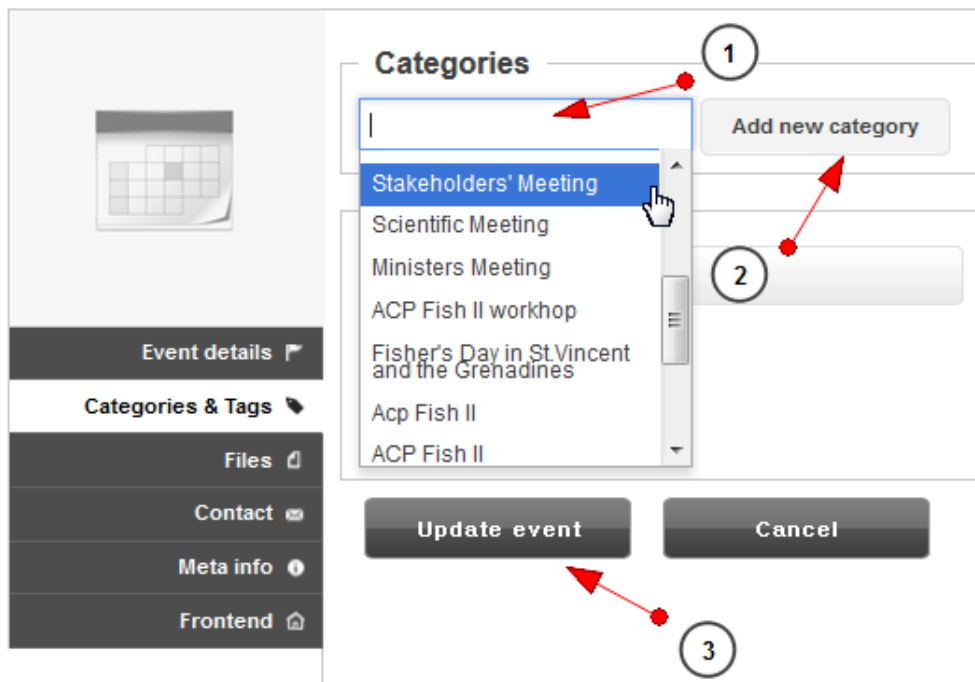 Categories
1
Add new category
Stakeholders' Meeting
Scientific Meeting
Ministers Meeting
2
ACP Fish II workhop
Fisher's Day in St.Vincent
and the Grenadines
Acp Fish II
ACP Fish II
Event details
Categories & Tags
Files
Contact
Meta info
Frontend
Update event
Cancel
3